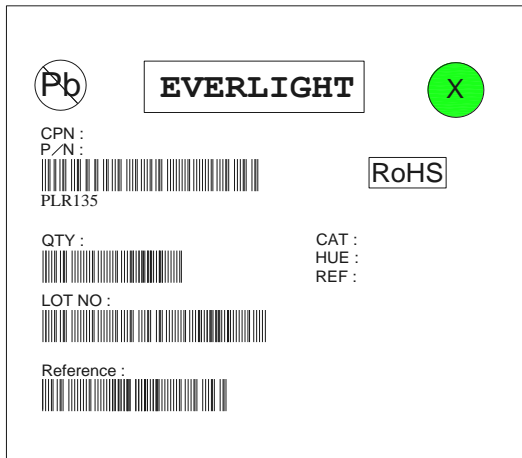 Pb
EVERLIGHT
X
CPN :
P/N :
RoHS
PLR135
QTY :
CAT :
HUE :
REF :
LOT NO :
Reference :